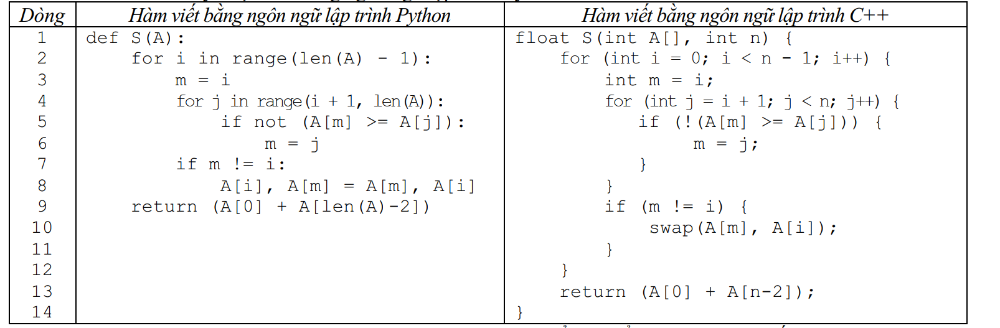 Dòng Hàm viết bằng ngôn ngữ lập trình Python Hàm viết bằng ngôn ngữ lập trình C++
1 def S(A): float S(int A[], int n) {
2 for i in range(len(A) - 1): for (int i = 0; i < n - 1; i++) {
3 m = i int m = i;
4 for j in range(i + 1, len(A)): for (int j = i + 1; j < n; j++) {
5 if not (A[m] >= A[j]): if (!(A[m] >= A[j])) {
6 m = j m = j;
7 if m != i: }
8 A[i], A[m] = A[m], A[i] }
9 return (A[0] + A[len(A)-2]) if (m != i) {
10 swap(A[m], A[i]);
11 }
12 }
13 return (A[0] + A[n-2]);
14 }